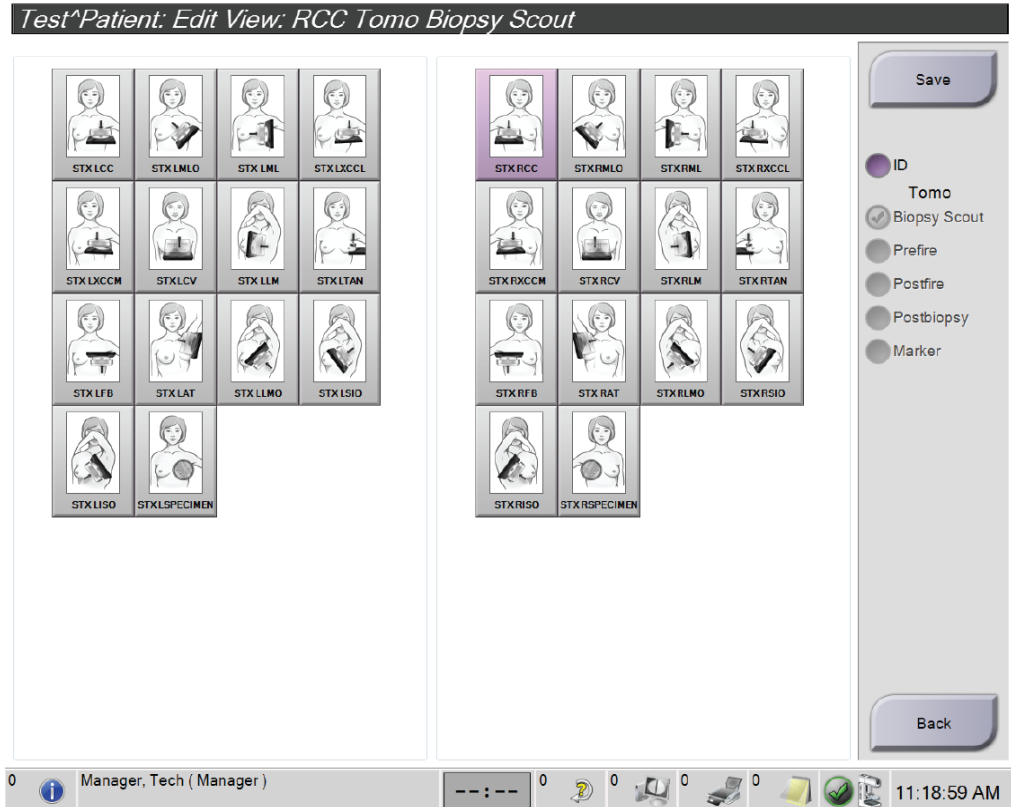 Test^Patient: Edit View: RCC Tomo Biopsy Scout
STX LCC STX LMLO STX LML STX LXCCL
STX LXCCM STX LCV STX LLM STX LTAN
STX LFB STX LAT STX LLMO STX LSIO
STX LISO STX LSPECIMEN
STX RCC STX RMLO STX RML STX RXCCL
STX RXCCM STX RCV STX RLM STX RTAN
STX RFB STX RAT STX RLMO STX RSIO
STX RISO STX RSPECIMEN
Save
ID
Tomo
Biopsy Scout
Prefire
Postfire
Postbiopsy
Marker
Back
0 Manager, Tech ( Manager ) --:-- 0 0 0 0 11:18:59 AM